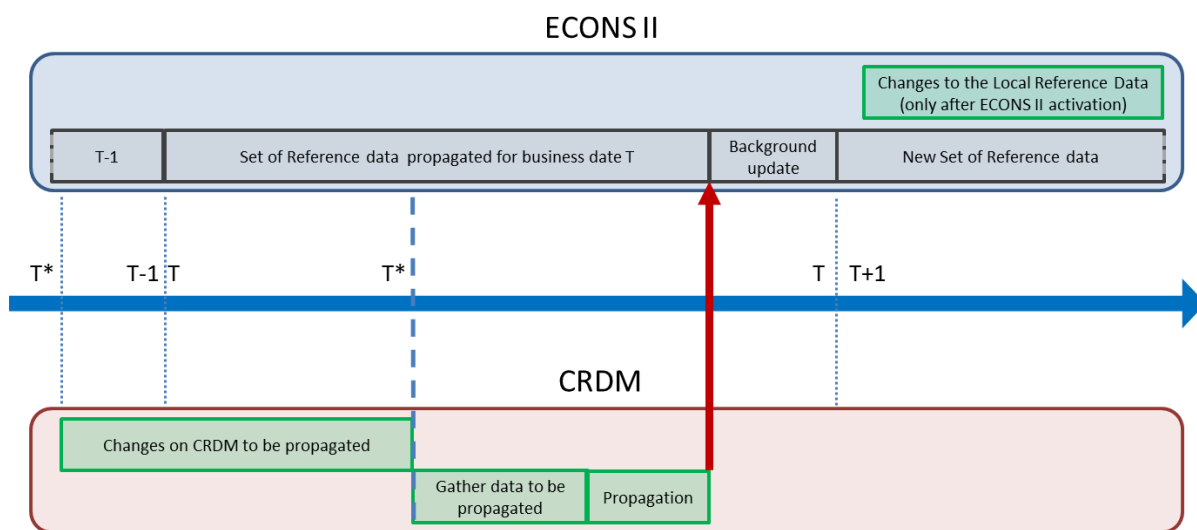 ECONS II
Changes to the Local Reference Data
(only after ECONS II activation)
T-1
Set of Reference data propagated for business date T
Background
update
New Set of Reference data
T*
T-1
T
T*
T
T+1
CRDM
Changes on CRDM to be propagated
Gather data to be
propagated
Propagation